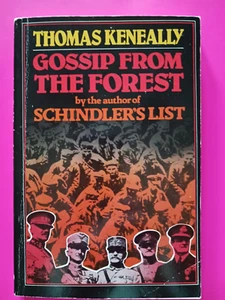 THOMAS KENEALLY
GOSSIP FROM
THE FOREST
by the author of
SCHINDLER'S LIST